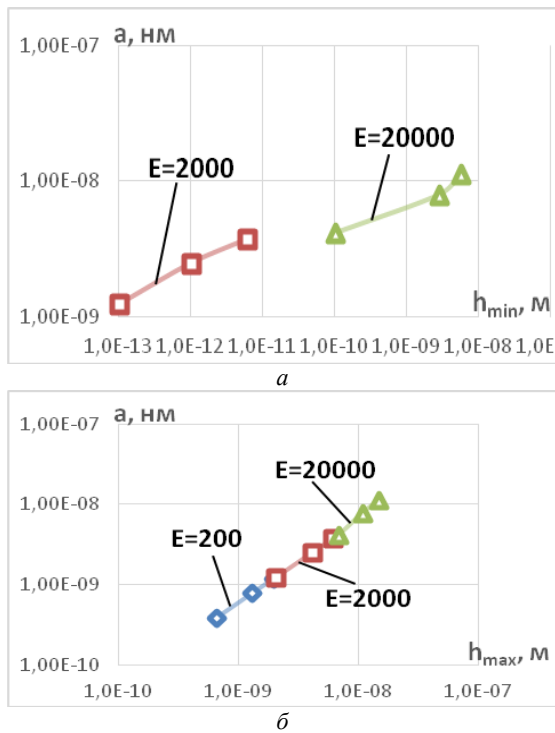 a, нм
1,00E-07
E=20000
E=2000
1,00E-08
1,00E-09
h_min, м
1,0E-13 1,0E-12 1,0E-11 1,0E-10 1,0E-09 1,0E-08 1,0E
а
a, нм
1,00E-07
E=20000
1,00E-08
E=200
1,00E-09
E=2000
1,00E-10
h_max, м
1,0E-10 1,0E-09 1,0E-08 1,0E-07
б